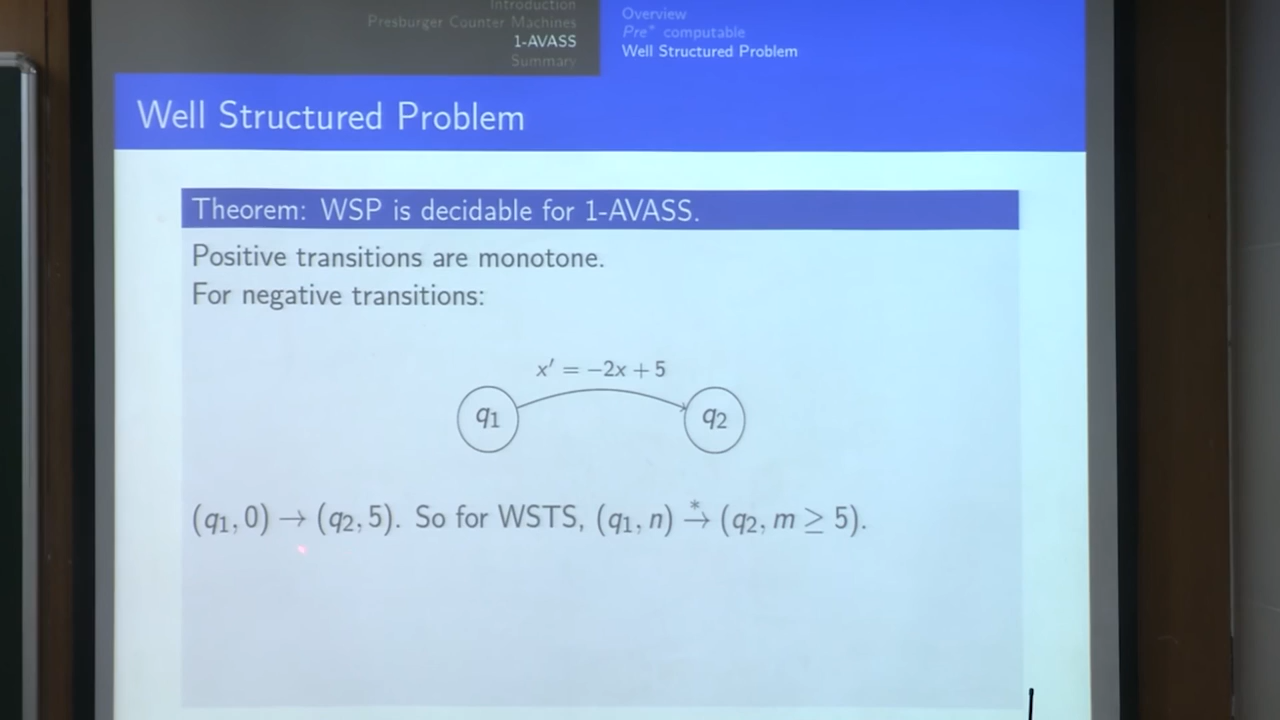 Introduction
Presburger Counter Machines
1-AVASS
Summary
Overview
Pre* computable
Well Structured Problem
Well Structured Problem
Theorem: WSP is decidable for 1-AVASS.
Positive transitions are monotone.
For negative transitions:
x′ = −2x + 5
q₁
q₂
(q₁, 0) → (q₂, 5). So for WSTS, (q₁, n) →* (q₂, m ≥ 5).